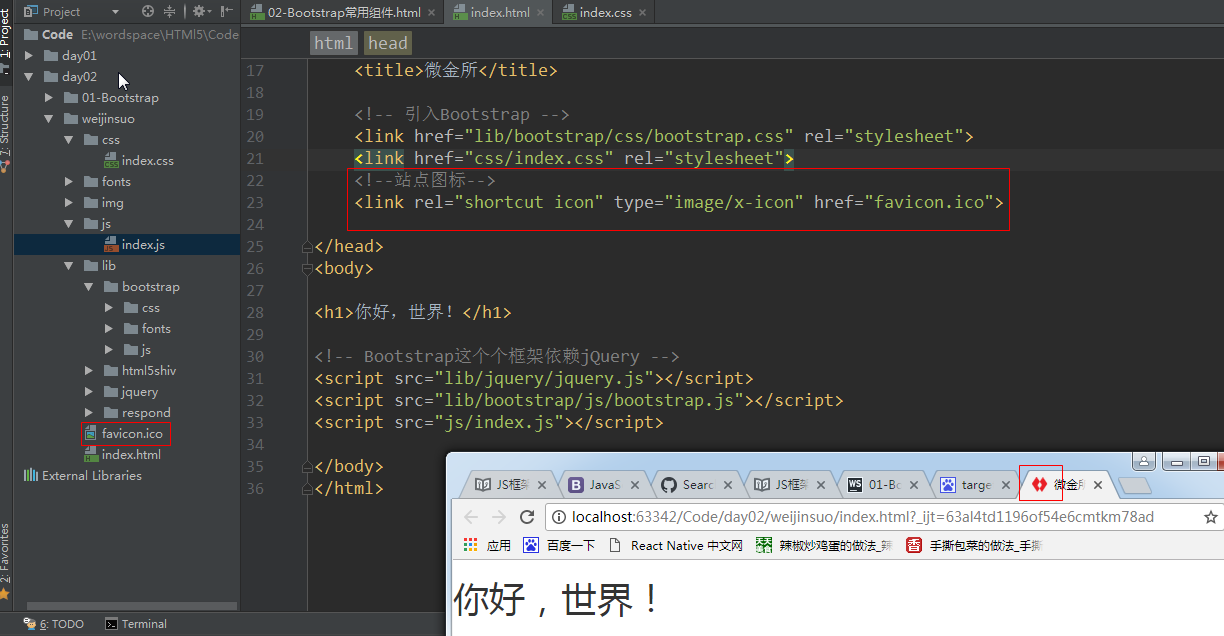 Project
02-Bootstrap常用组件.html
index.html
index.css
1: Project
7: Structure
2: Favorites
Code E:\wordspace\HTMl5\Code
day01
day02
01-Bootstrap
weijinsuo
css
index.css
fonts
img
js
index.js
lib
bootstrap
css
fonts
js
html5shiv
jquery
respond
favicon.ico
index.html
External Libraries
html head
17 <title>微金所</title>
18
19 <!-- 引入Bootstrap -->
20 <link href="lib/bootstrap/css/bootstrap.css" rel="stylesheet">
21 <link href="css/index.css" rel="stylesheet">
22 <!--站点图标-->
23 <link rel="shortcut icon" type="image/x-icon" href="favicon.ico">
24
25 </head>
26 <body>
27
28 <h1>你好，世界！</h1>
29
30 <!-- Bootstrap这个个框架依赖jQuery -->
31 <script src="lib/jquery/jquery.js"></script>
32 <script src="lib/bootstrap/js/bootstrap.js"></script>
33 <script src="js/index.js"></script>
34
35 </body>
36 </html>
JS框架 JavaS Searc JS框架 WS 01-Bo targe 微金所
localhost:63342/Code/day02/weijinsuo/index.html?_ijt=63al4td1196of54e6cmtkm78ad
应用 百度一下 React Native 中文网 辣椒炒鸡蛋的做法_辣 手撕包菜的做法_手撕
你好，世界！
6: TODO Terminal